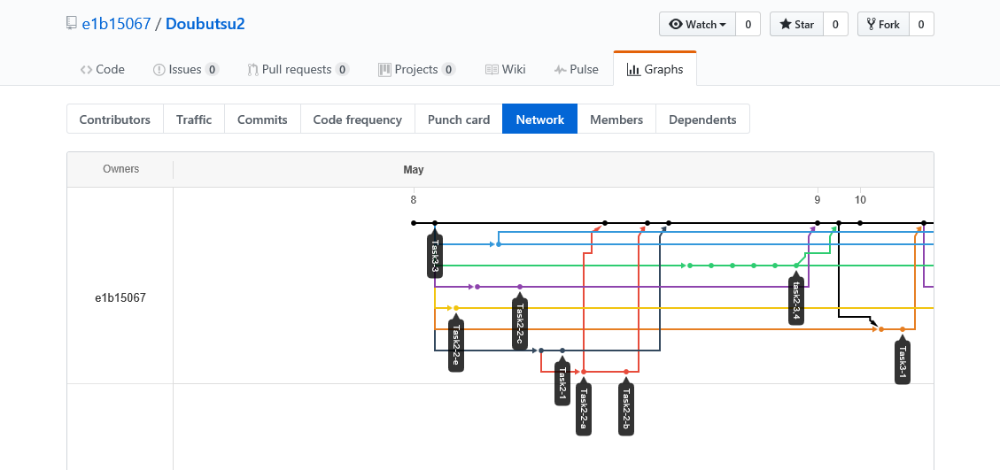 e1b15067 / Doubutsu2
Watch 0 Star 0 Fork 0
Code Issues 0 Pull requests 0 Projects 0 Wiki Pulse Graphs
Contributors Traffic Commits Code frequency Punch card Network Members Dependents
Owners May
8 9 10
e1b15067
Task3-3
task2-3,4
Task2-2-c
Task2-2-e
Task3-1
Task2-1
Task2-2-a
Task2-2-b